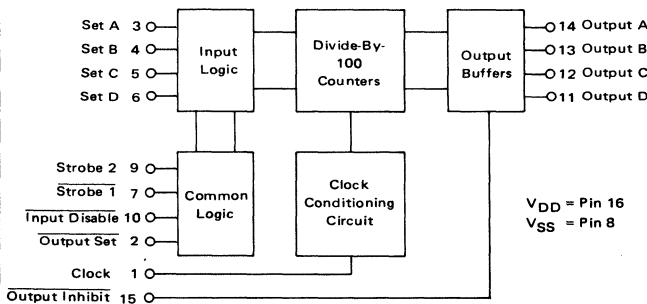 Set A 3
Set B 4
Set C 5
Set D 6
Input
Logic
Divide-By-
100
Counters
Output
Buffers
14 Output A
13 Output B
12 Output C
11 Output D
Strobe 2 9
Strobe 1 7
Input Disable 10
Output Set 2
Common
Logic
Clock
Conditioning
Circuit
VDD = Pin 16
VSS = Pin 8
Clock 1
Output Inhibit 15